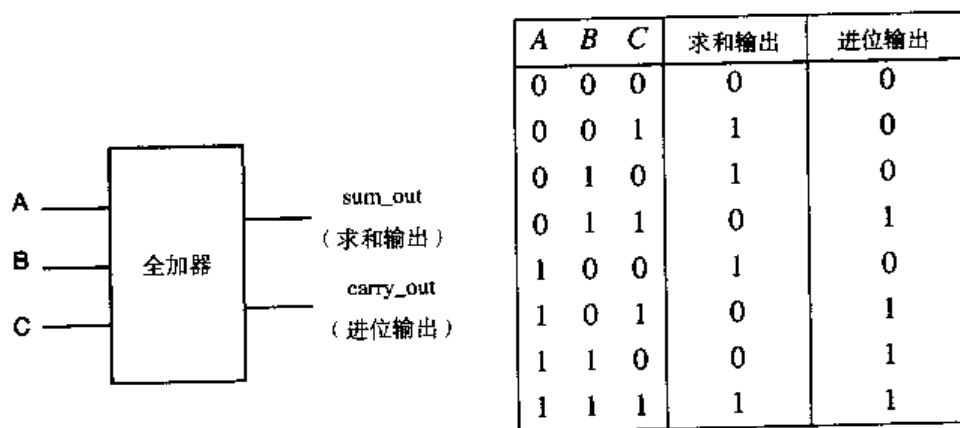 A
B
C
全加器
sum_out
(求和输出)
carry_out
(进位输出)
A B C 求和输出 进位输出
0 0 0 0 0
0 0 1 1 0
0 1 0 1 0
0 1 1 0 1
1 0 0 1 0
1 0 1 0 1
1 1 0 0 1
1 1 1 1 1